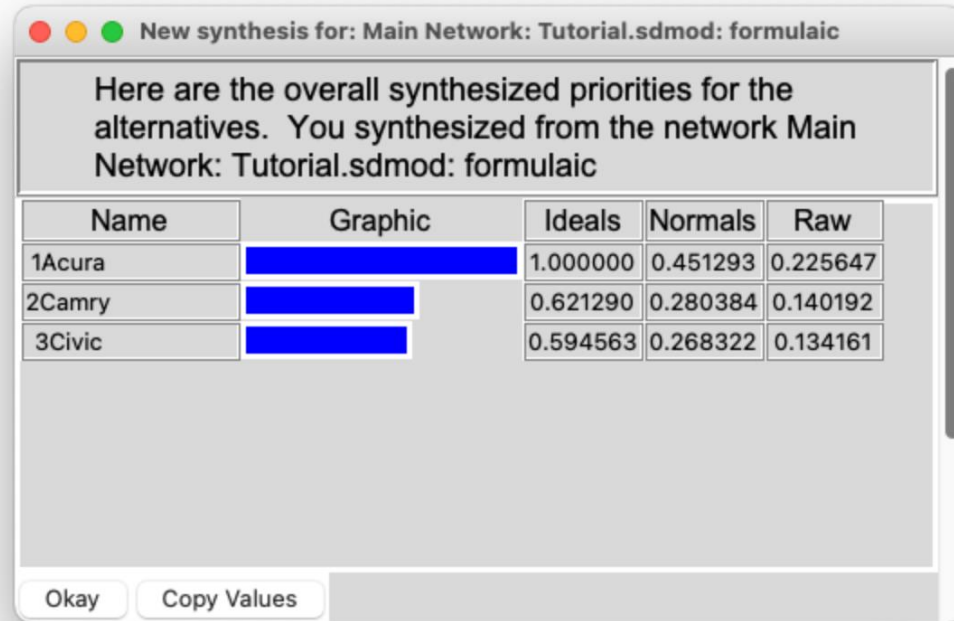 New synthesis for: Main Network: Tutorial.sdmod: formulaic
Here are the overall synthesized priorities for the
alternatives.  You synthesized from the network Main
Network: Tutorial.sdmod: formulaic
Name Graphic Ideals Normals Raw
1Acura 1.000000 0.451293 0.225647
2Camry 0.621290 0.280384 0.140192
3Civic 0.594563 0.268322 0.134161
Okay Copy Values